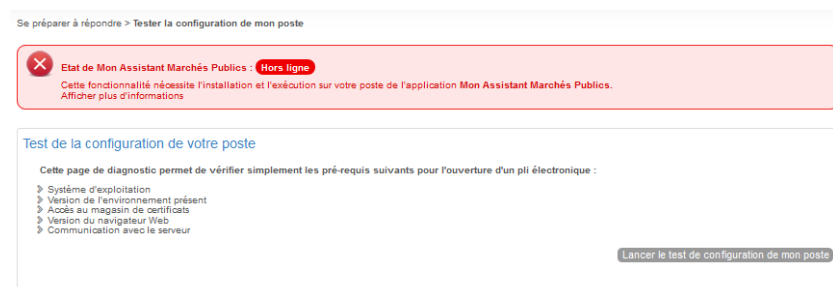 Se préparer à répondre > Tester la configuration de mon poste
Etat de Mon Assistant Marchés Publics : Hors ligne
Cette fonctionnalité nécessite l'installation et l'exécution sur votre poste de l'application Mon Assistant Marchés Publics.
Afficher plus d'informations
Test de la configuration de votre poste
Cette page de diagnostic permet de vérifier simplement les pré-requis suivants pour l'ouverture d'un pli électronique :
Système d'exploitation
Version de l'environnement présent
Accès au magasin de certificats
Version du navigateur Web
Communication avec le serveur
Lancer le test de configuration de mon poste